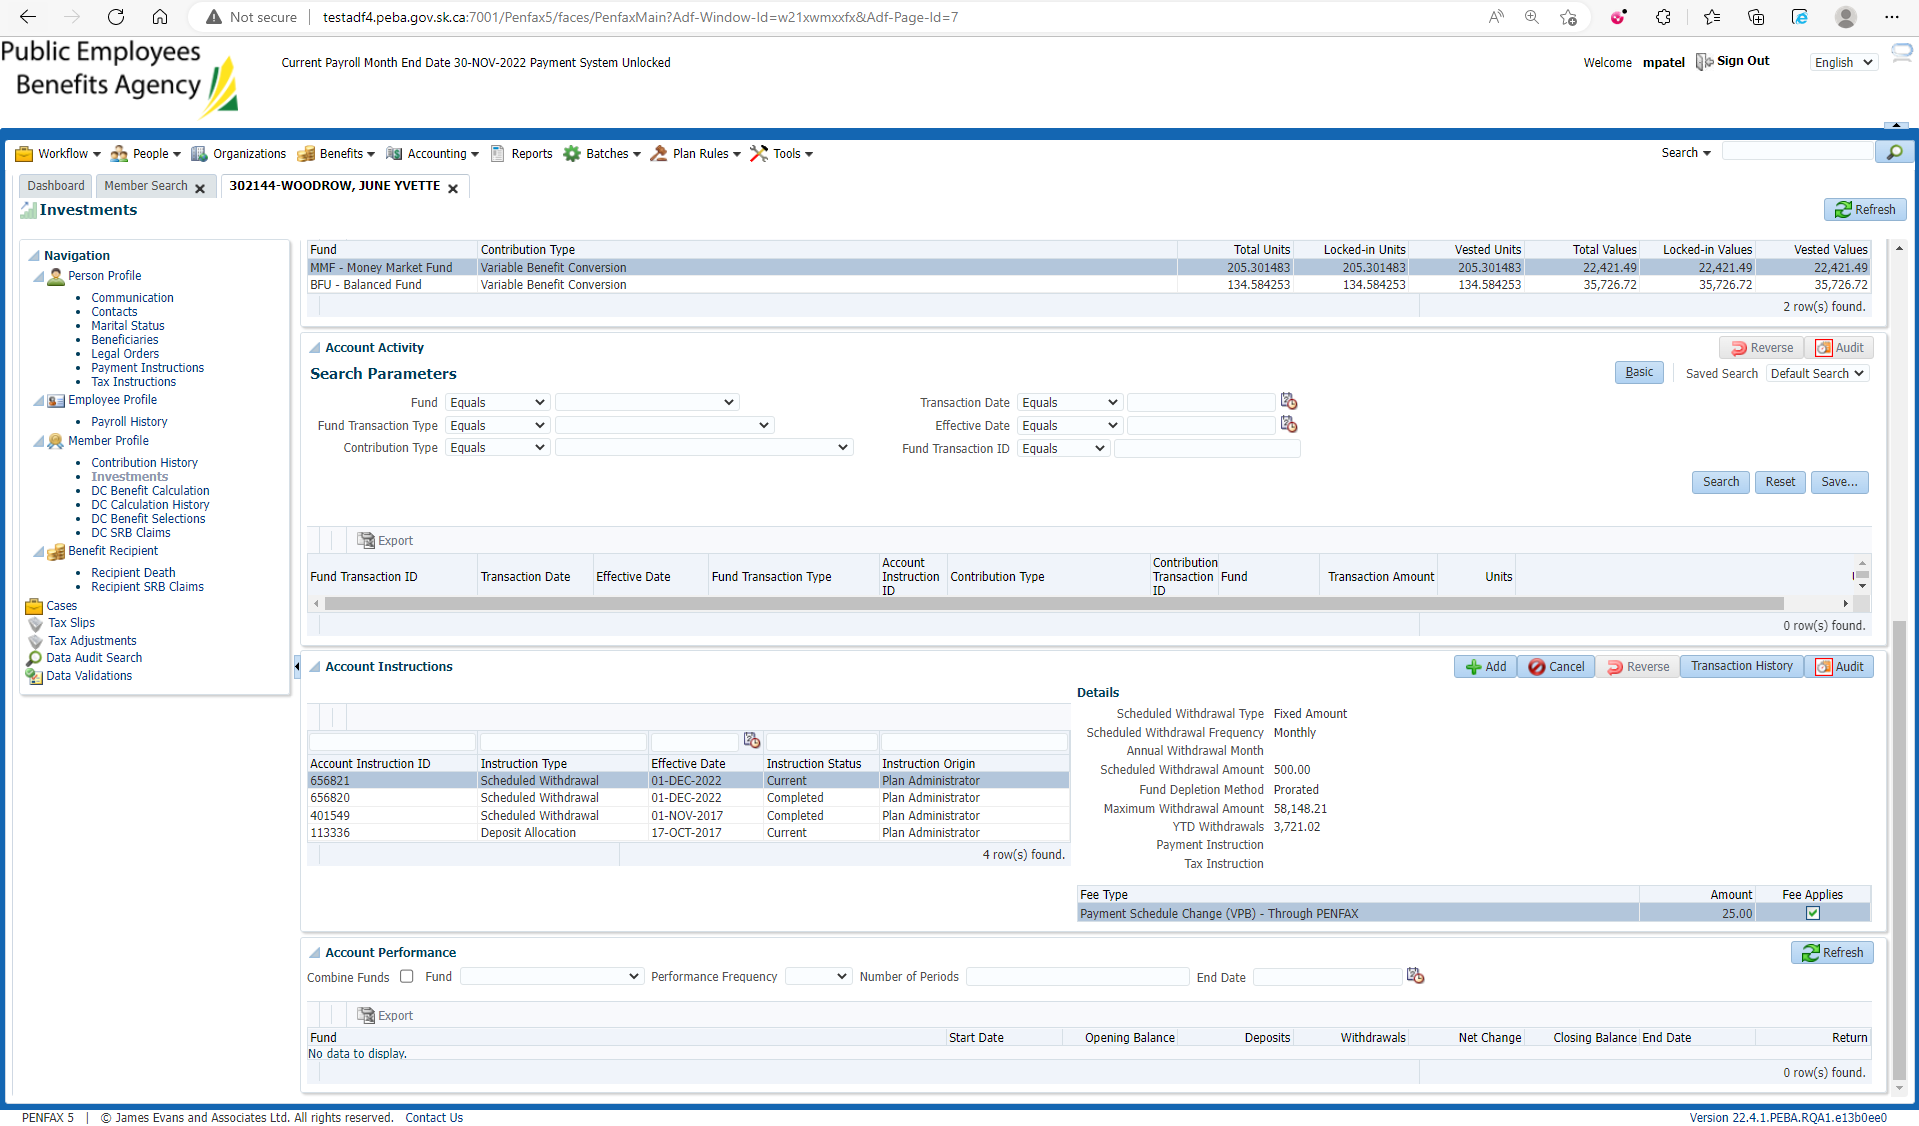 Not secure | testadf4.peba.gov.sk.ca:7001/Penfax5/faces/PenfaxMain?Adf-Window-Id=w21xwmxxfx&Adf-Page-Id=7
Public Employees
Benefits Agency
Current Payroll Month End Date 30-NOV-2022 Payment System Unlocked
Welcome mpatel Sign Out English
Workflow People Organizations Benefits Accounting Reports Batches Plan Rules Tools Search
Dashboard Member Search 302144-WOODROW, JUNE YVETTE
Investments Refresh
Navigation
Person Profile
Communication
Contacts
Marital Status
Beneficiaries
Legal Orders
Payment Instructions
Tax Instructions
Employee Profile
Payroll History
Member Profile
Contribution History
Investments
DC Benefit Calculation
DC Calculation History
DC Benefit Selections
DC SRB Claims
Benefit Recipient
Recipient Death
Recipient SRB Claims
Cases
Tax Slips
Tax Adjustments
Data Audit Search
Data Validations
Fund Contribution Type Total Units Locked-in Units Vested Units Total Values Locked-in Values Vested Values
MMF - Money Market Fund Variable Benefit Conversion 205.301483 205.301483 205.301483 22,421.49 22,421.49 22,421.49
BFU - Balanced Fund Variable Benefit Conversion 134.584253 134.584253 134.584253 35,726.72 35,726.72 35,726.72
2 row(s) found.
Account Activity Reverse Audit
Search Parameters Basic Saved Search Default Search
Fund Equals Transaction Date Equals
Fund Transaction Type Equals Effective Date Equals
Contribution Type Equals Fund Transaction ID Equals
Search Reset Save...
Export
Fund Transaction ID Transaction Date Effective Date Fund Transaction Type Account Instruction ID Contribution Type Contribution Transaction ID Fund Transaction Amount Units
0 row(s) found.
Account Instructions Add Cancel Reverse Transaction History Audit
Account Instruction ID Instruction Type Effective Date Instruction Status Instruction Origin
656821 Scheduled Withdrawal 01-DEC-2022 Current Plan Administrator
656820 Scheduled Withdrawal 01-DEC-2022 Completed Plan Administrator
401549 Scheduled Withdrawal 01-NOV-2017 Completed Plan Administrator
113336 Deposit Allocation 17-OCT-2017 Current Plan Administrator
4 row(s) found.
Details
Scheduled Withdrawal Type Fixed Amount
Scheduled Withdrawal Frequency Monthly
Annual Withdrawal Month
Scheduled Withdrawal Amount 500.00
Fund Depletion Method Prorated
Maximum Withdrawal Amount 58,148.21
YTD Withdrawals 3,721.02
Payment Instruction
Tax Instruction
Fee Type Amount Fee Applies
Payment Schedule Change (VPB) - Through PENFAX 25.00
Account Performance Refresh
Combine Funds Fund Performance Frequency Number of Periods End Date
Export
Fund Start Date Opening Balance Deposits Withdrawals Net Change Closing Balance End Date Return
No data to display.
0 row(s) found.
PENFAX 5 | © James Evans and Associates Ltd. All rights reserved. Contact Us Version 22.4.1.PEBA.RQA1.e13b0ee0